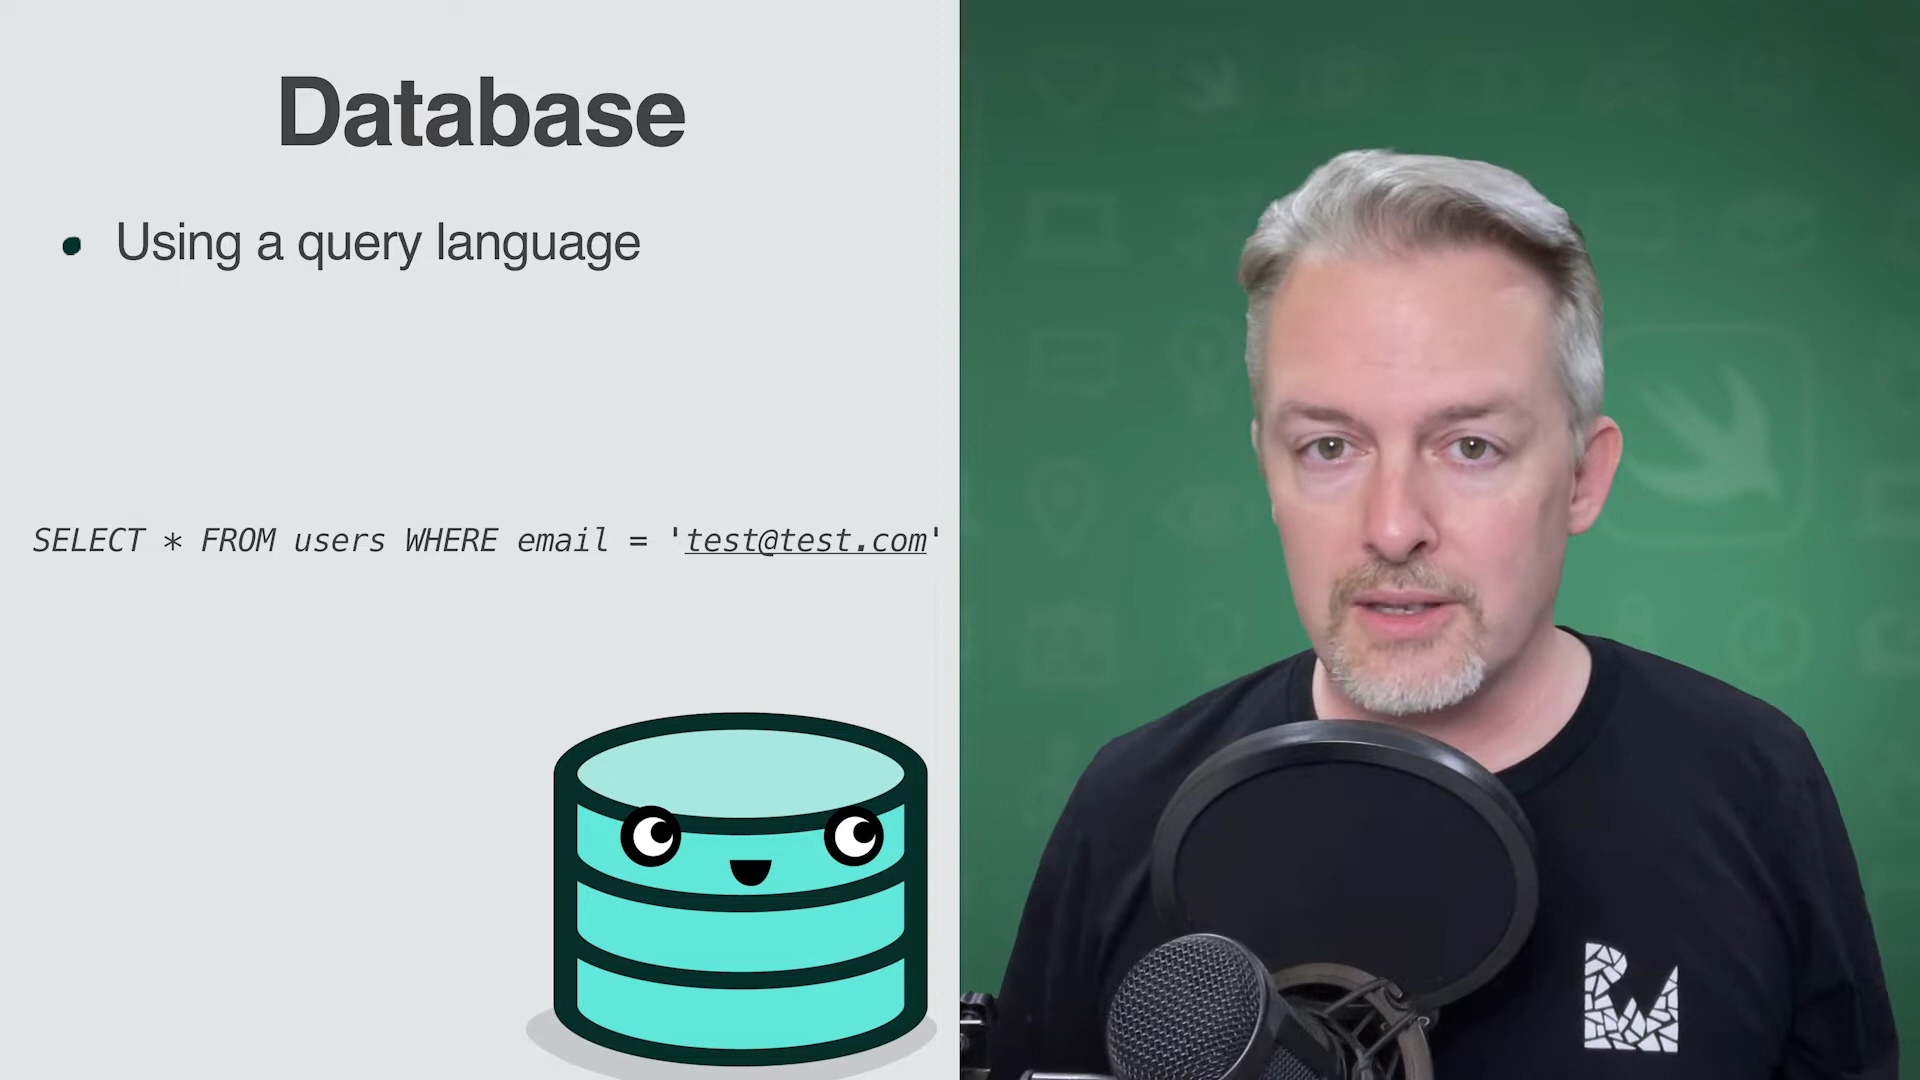 Database
• Using a query language
SELECT * FROM users WHERE email = 'test@test.com'